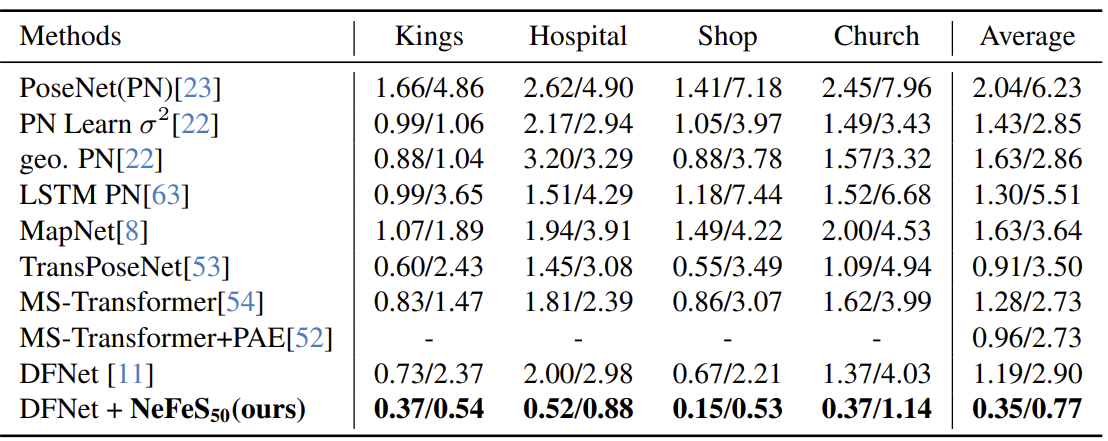 Methods Kings Hospital Shop Church Average
PoseNet(PN)[23] 1.66/4.86 2.62/4.90 1.41/7.18 2.45/7.96 2.04/6.23
PN Learn σ²[22] 0.99/1.06 2.17/2.94 1.05/3.97 1.49/3.43 1.43/2.85
geo. PN[22] 0.88/1.04 3.20/3.29 0.88/3.78 1.57/3.32 1.63/2.86
LSTM PN[63] 0.99/3.65 1.51/4.29 1.18/7.44 1.52/6.68 1.30/5.51
MapNet[8] 1.07/1.89 1.94/3.91 1.49/4.22 2.00/4.53 1.63/3.64
TransPoseNet[53] 0.60/2.43 1.45/3.08 0.55/3.49 1.09/4.94 0.91/3.50
MS-Transformer[54] 0.83/1.47 1.81/2.39 0.86/3.07 1.62/3.99 1.28/2.73
MS-Transformer+PAE[52] - - - - 0.96/2.73
DFNet [11] 0.73/2.37 2.00/2.98 0.67/2.21 1.37/4.03 1.19/2.90
DFNet + NeFeS₅₀(ours) 0.37/0.54 0.52/0.88 0.15/0.53 0.37/1.14 0.35/0.77